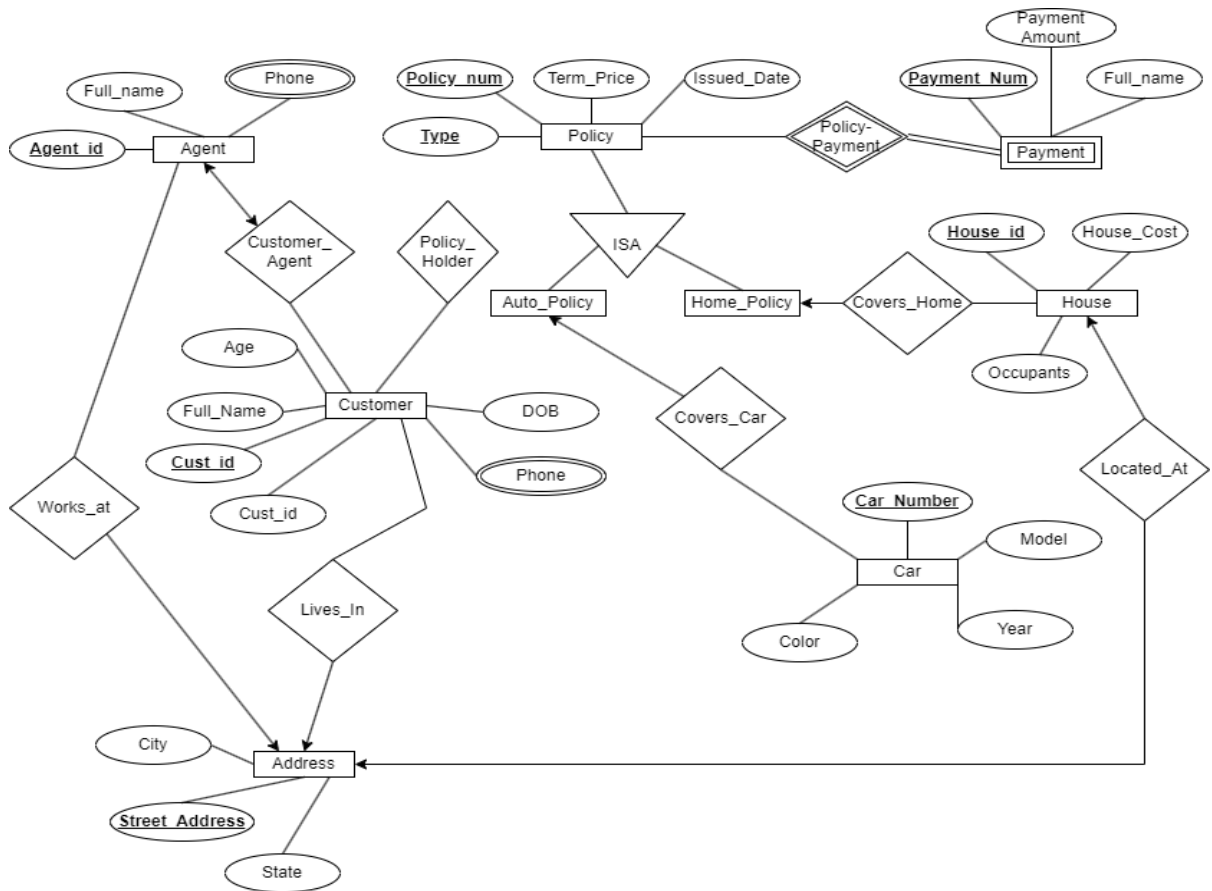 Payment
Amount
Phone
Policy_num
Term_Price
Issued_Date
Payment_Num
Full_name
Full_name
Type
Policy
Policy-
Payment
Agent_id
Agent
Payment
Customer_
Agent
Policy_
Holder
ISA
House_id
House_Cost
Auto_Policy
Home_Policy
Covers_Home
House
Age
Occupants
Full_Name
Customer
DOB
Covers_Car
Cust_id
Phone
Located_At
Works_at
Cust_id
Car_Number
Model
Car
Lives_In
Color
Year
City
Address
Street_Address
State